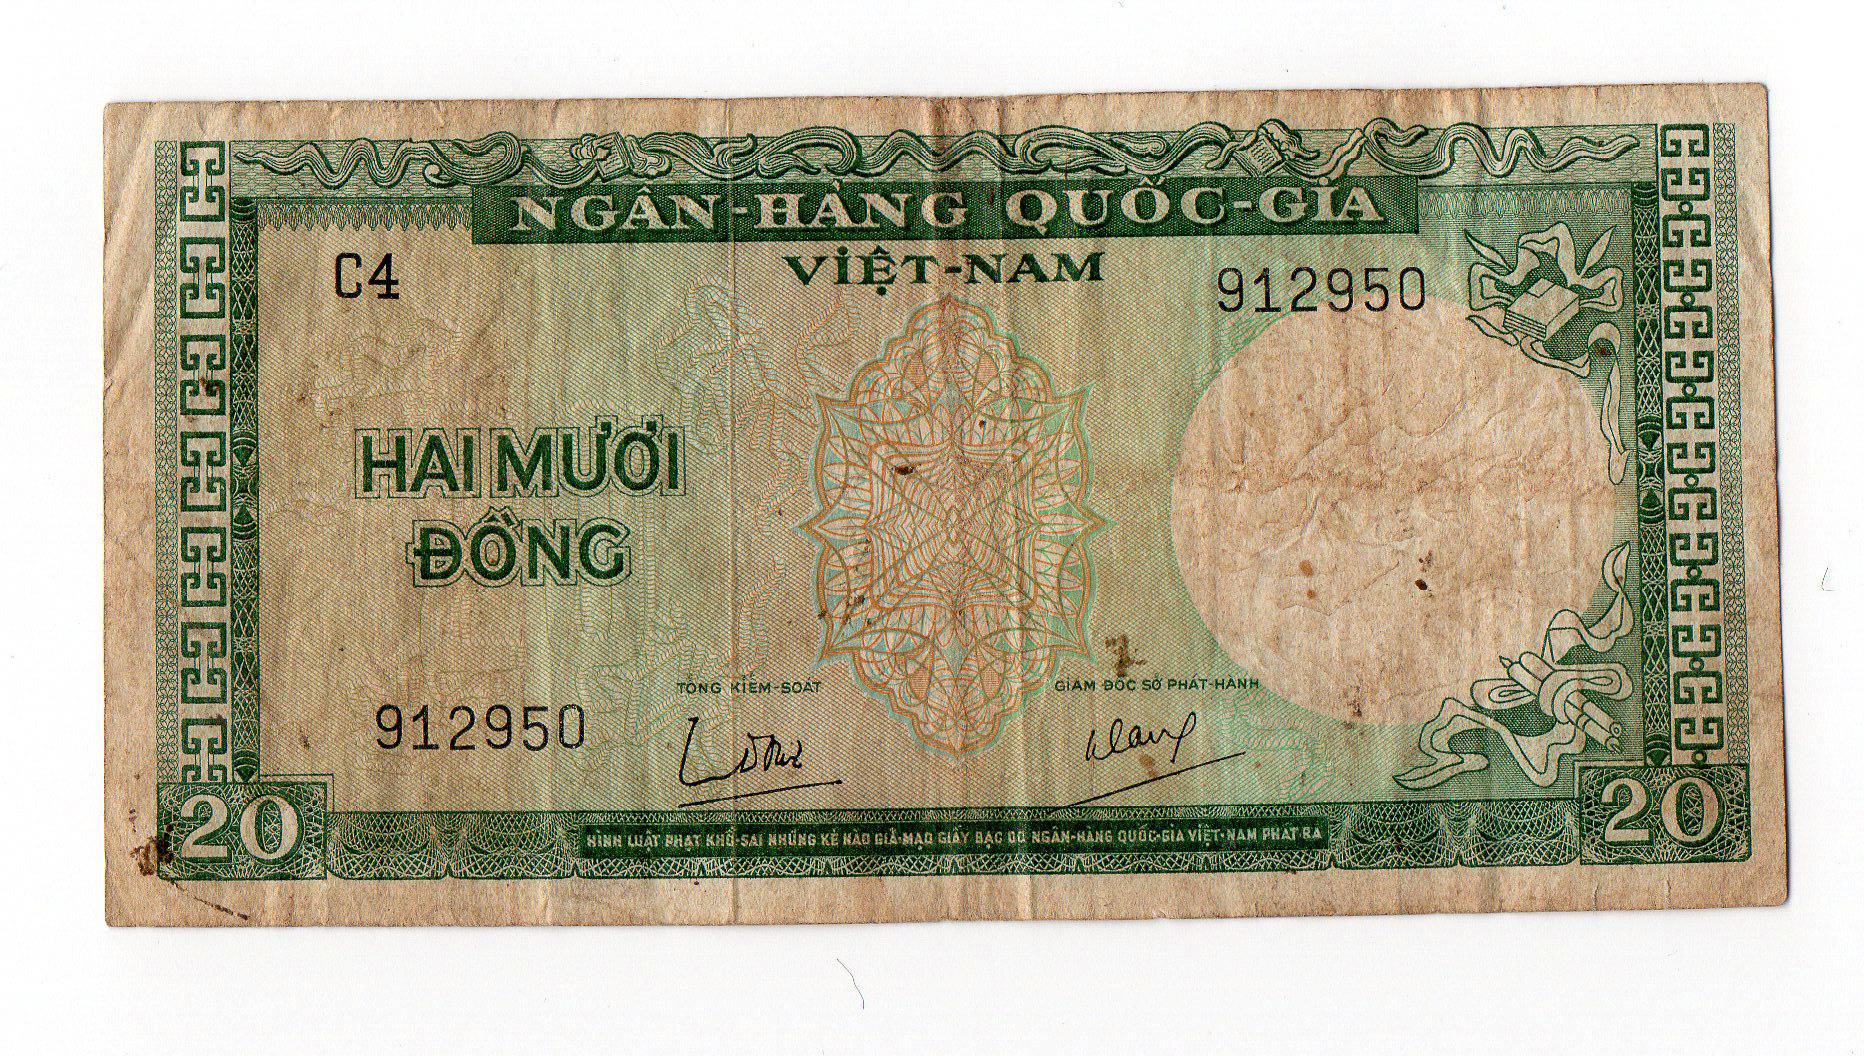 NGÂN-HÀNG QUỐC-GIA
VIỆT-NAM
C4
912950
HAI MƯƠI
ĐỒNG
TỔNG KIỂM-SOÁT
GIÁM ĐỐC SỞ PHÁT-HÀNH
912950
20
HÌNH LUẬT PHẠT KHỔ-SAI NHỮNG KẺ NÀO GIẢ-MẠO GIẤY BẠC DO NGÂN-HÀNG QUỐC-GIA VIỆT-NAM PHÁT RA
20